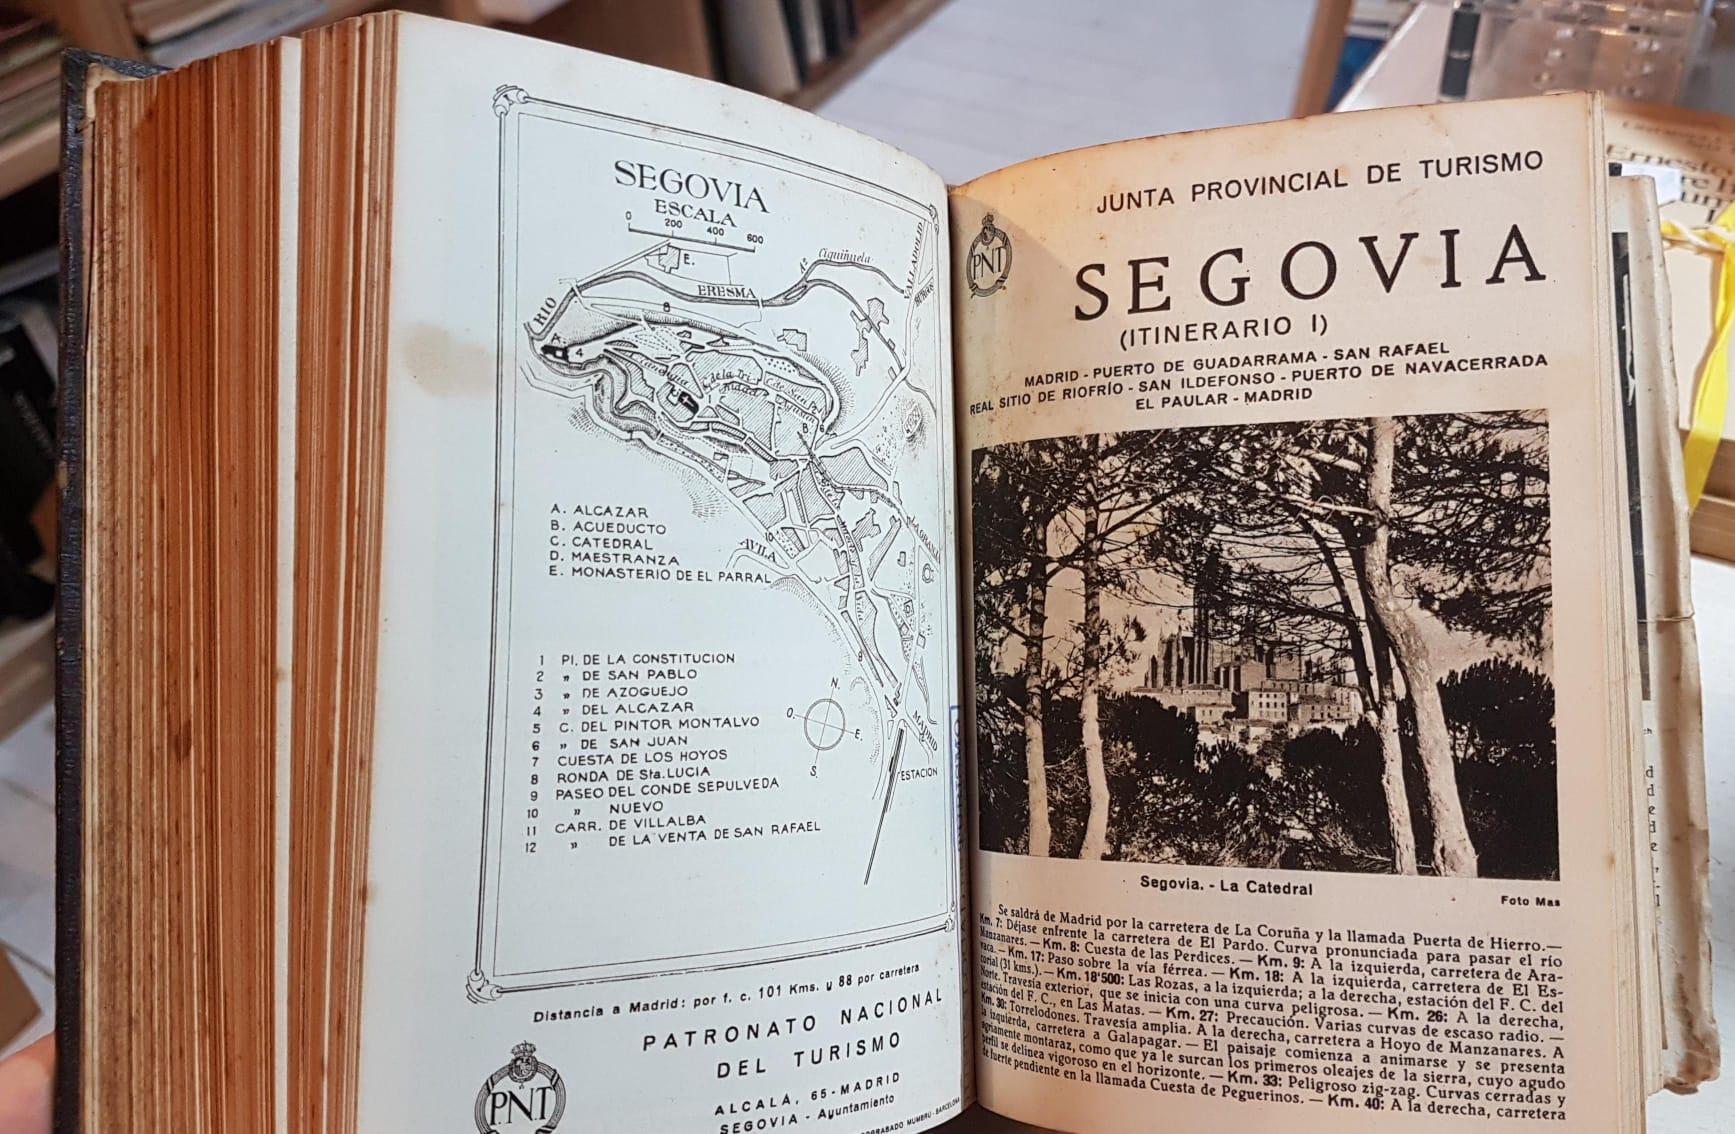 SEGOVIA
ESCALA
0 200 400 600
E.
RIO
ERESMA
Aº Ciguiñuela
VALLADOLID
BURGOS
8
A
4
B.
6
AVILA
10
LA GRANJA
8
MADRID
ESTACIÓN
N.
O.
E.
S.
A. ALCAZAR
B. ACUEDUCTO
C. CATEDRAL
D. MAESTRANZA
E. MONASTERIO DE EL PARRAL
1 Pl. DE LA CONSTITUCION
2 » DE SAN PABLO
3 » DE AZOGUEJO
4 » DEL ALCAZAR
5 C. DEL PINTOR MONTALVO
6 » DE SAN JUAN
7 CUESTA DE LOS HOYOS
8 RONDA DE Sta. LUCIA
9 PASEO DEL CONDE SEPULVEDA
10 » NUEVO
11 CARR. DE VILLALBA
12 » DE LA VENTA DE SAN RAFAEL
Distancia a Madrid: por f. c. 101 Kms. y 88 por carretera
PATRONATO NACIONAL
DEL TURISMO
PNT
ALCALA, 65-MADRID
SEGOVIA - Ayuntamiento
MUMBRÚ - BARCELONA
JUNTA PROVINCIAL DE TURISMO
PNT
SEGOVIA
(ITINERARIO I)
MADRID - PUERTO DE GUADARRAMA - SAN RAFAEL
REAL SITIO DE RIOFRÍO - SAN ILDEFONSO - PUERTO DE NAVACERRADA
EL PAULAR - MADRID
Segovia. - La Catedral
Foto Mas
Se saldrá de Madrid por la carretera de La Coruña y la llamada Puerta de Hierro.—
Km. 7: Déjase enfrente la carretera de El Pardo. Curva pronunciada para pasar el río
Manzanares. — Km. 8: Cuesta de las Perdices. — Km. 9: A la izquierda, carretera de Ara-
vaca. — Km. 17: Paso sobre la vía férrea. — Km. 18: A la izquierda, carretera de El Es-
corial (31 kms.). — Km. 18'500: Las Rozas, a la izquierda; a la derecha, estación del F. C. del
Norte. Travesía exterior, que se inicia con una curva peligrosa. — Km. 26: A la derecha,
estación del F. C., en Las Matas. — Km. 27: Precaución. Varias curvas de escaso radio. —
Km. 30: Torrelodones. Travesía amplia. A la derecha, carretera a Hoyo de Manzanares. A
la izquierda, carretera a Galapagar. — El paisaje comienza a animarse y se presenta
agriamente montaraz, como que ya le surcan los primeros oleajes de la sierra, cuyo agudo
perfil se delinea vigoroso en el horizonte. — Km. 33: Peligroso zig-zag. Curvas cerradas y
de fuerte pendiente en la llamada Cuesta de Peguerinos. — Km. 40: A la derecha, carretera